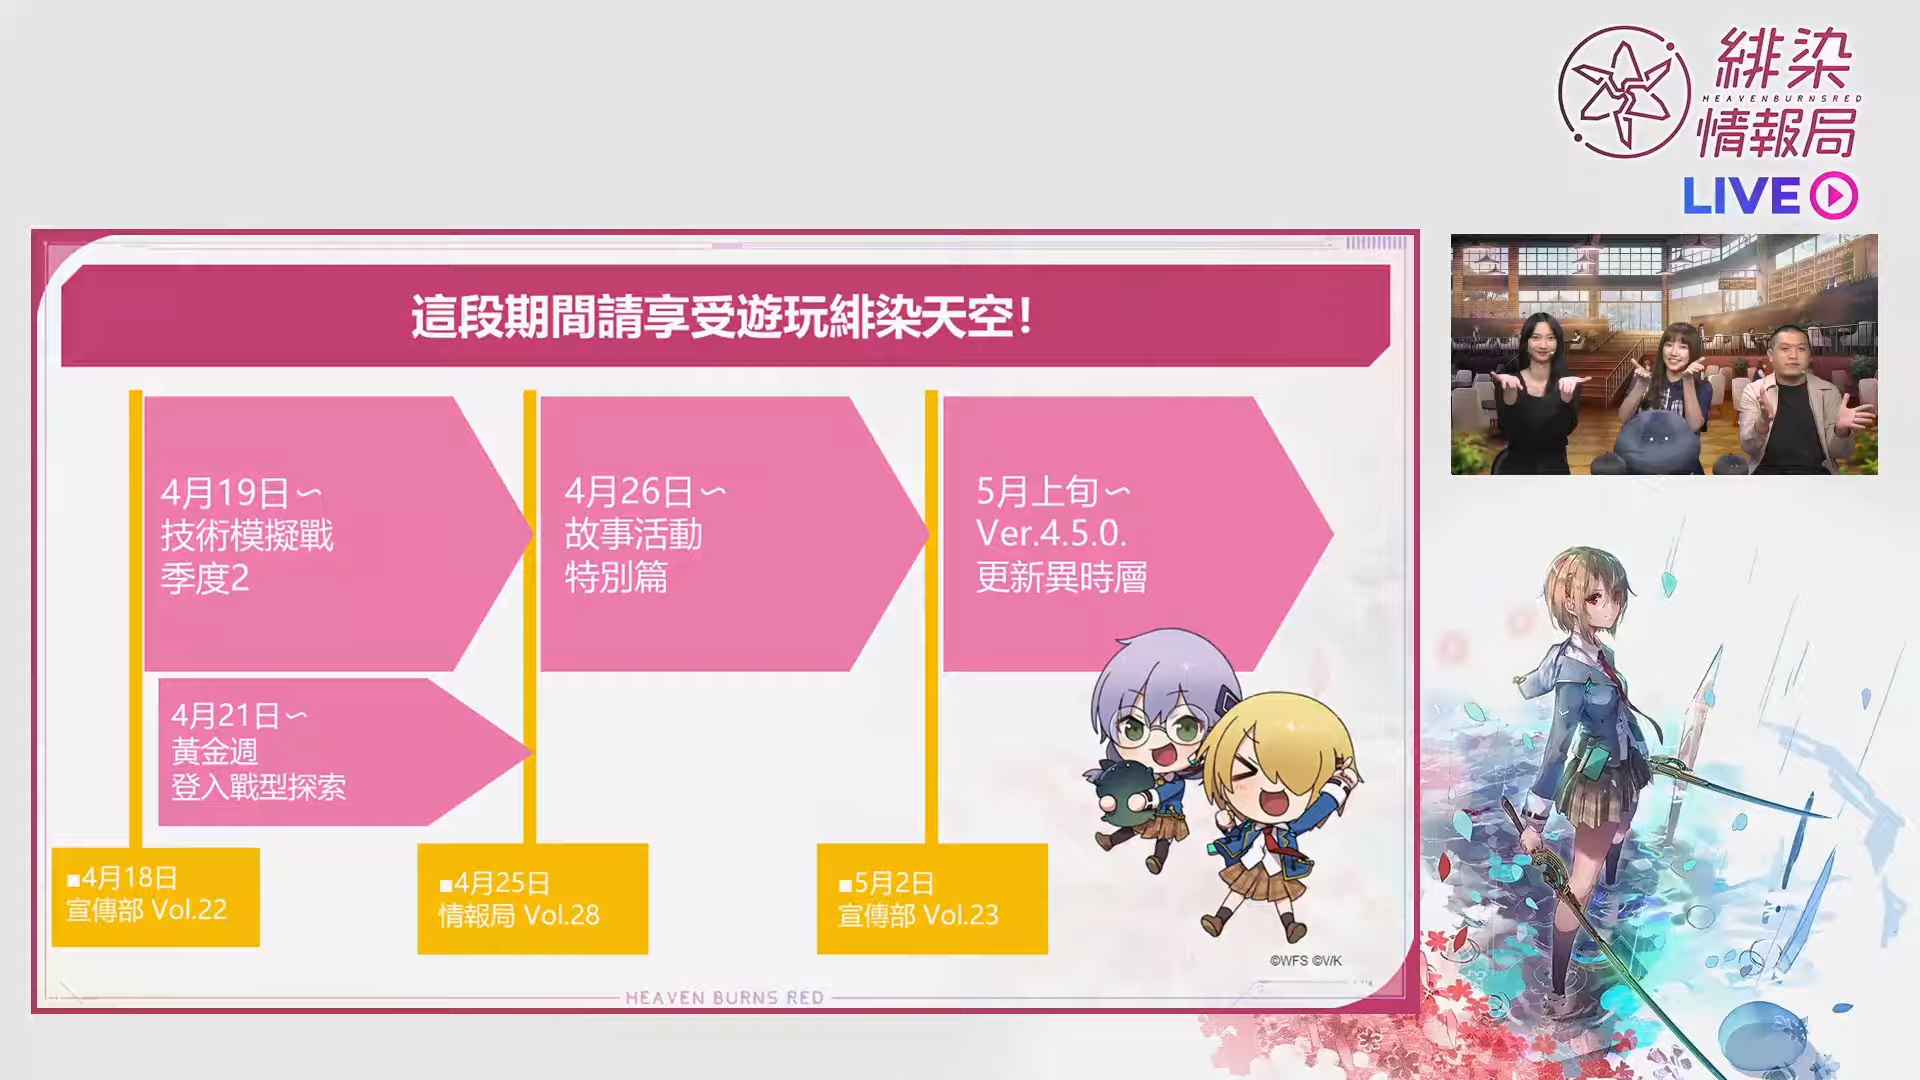 緋染
HEAVENBURNSRED
情報局
LIVE
這段期間請享受遊玩緋染天空!
4月19日~
技術模擬戰
季度2
4月26日~
故事活動
特別篇
5月上旬~
Ver.4.5.0.
更新異時層
4月21日~
黃金週
登入戰型探索
■4月18日
宣傳部 Vol.22
■4月25日
情報局 Vol.28
■5月2日
宣傳部 Vol.23
©WFS ©V/K
HEAVEN BURNS RED